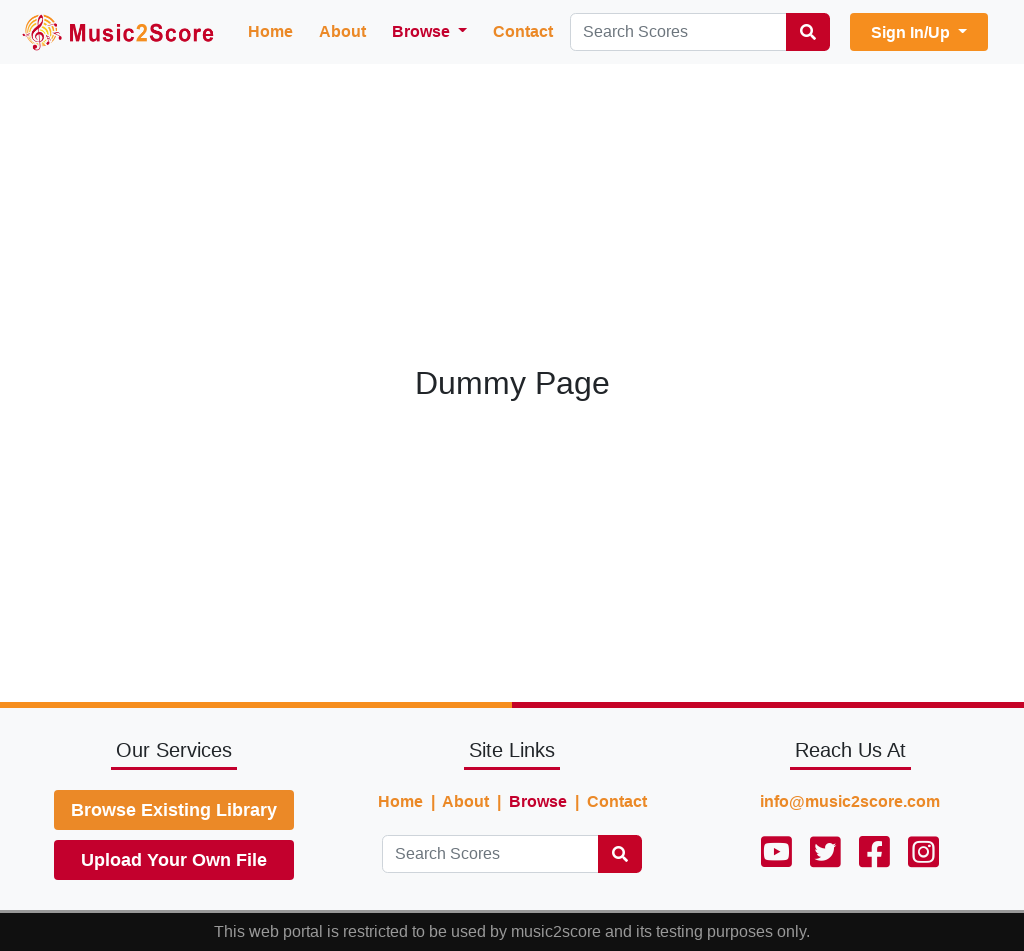 Music2Score
Home
About
Browse
Contact
Search Scores
Sign In/Up
Dummy Page
Our Services
Browse Existing Library
Upload Your Own File
Site Links
Home | About | Browse | Contact
Search Scores
Reach Us At
info@music2score.com
This web portal is restricted to be used by music2score and its testing purposes only.